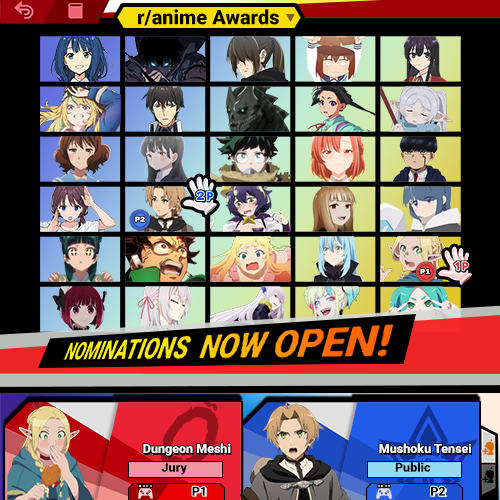 r/anime Awards
P2
2P
P1
1P
NOMINATIONS NOW OPEN!
Dungeon Meshi
Jury
P1
Mushoku Tensei
Public
P2